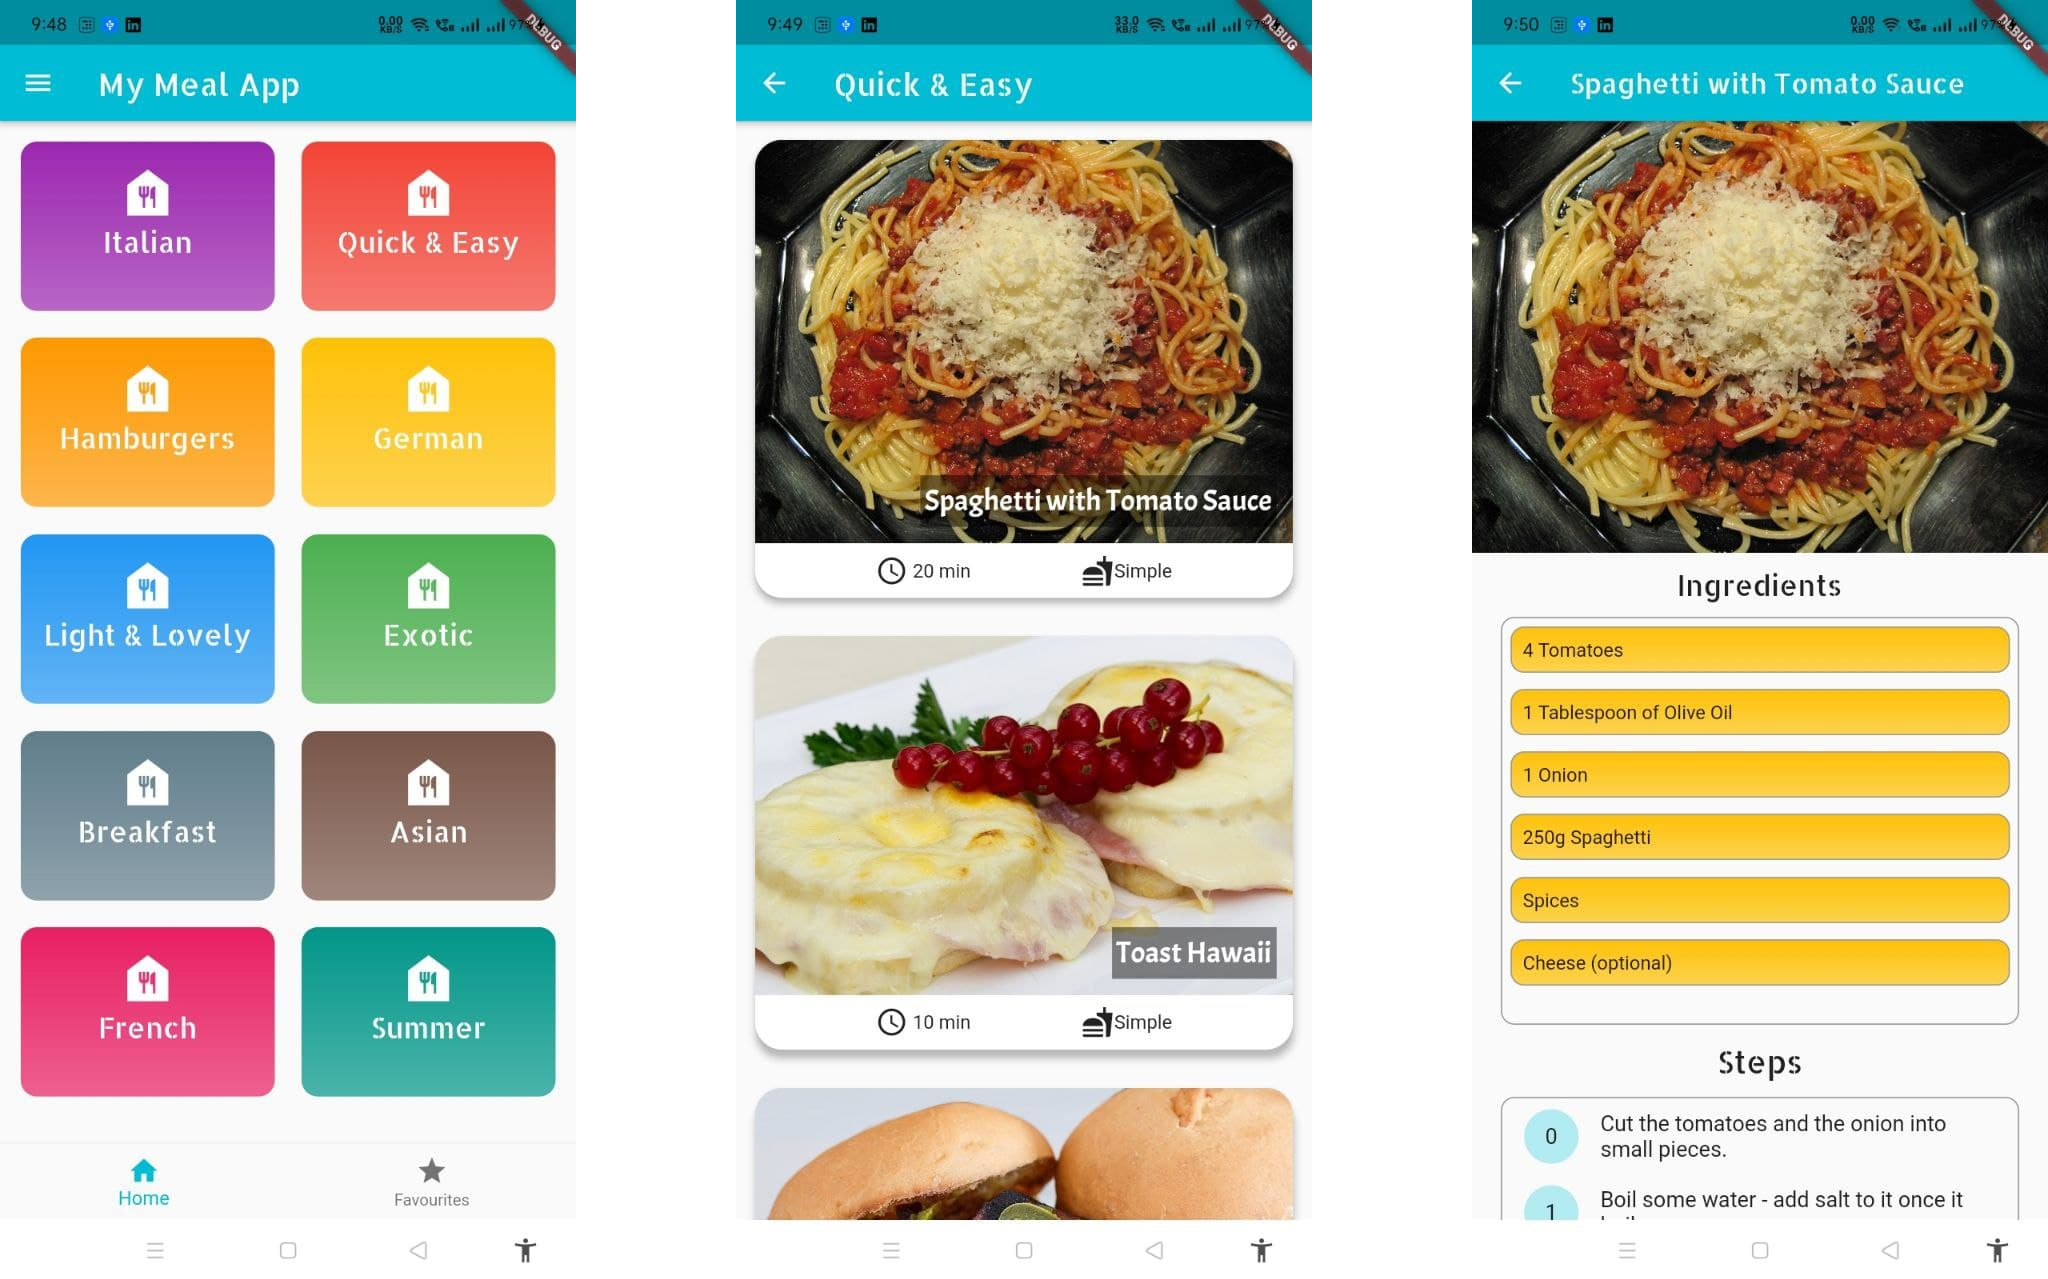 9:48
0.00 KB/S
97
DEBUG
My Meal App
Italian
Quick & Easy
Hamburgers
German
Light & Lovely
Exotic
Breakfast
Asian
French
Summer
Home
Favourites
9:49
33.0 KB/S
97
DEBUG
Quick & Easy
Spaghetti with Tomato Sauce
20 min
Simple
Toast Hawaii
10 min
Simple
9:50
0.00 KB/S
97
DEBUG
Spaghetti with Tomato Sauce
Ingredients
4 Tomatoes
1 Tablespoon of Olive Oil
1 Onion
250g Spaghetti
Spices
Cheese (optional)
Steps
0
Cut the tomatoes and the onion into
small pieces.
1
Boil some water - add salt to it once it